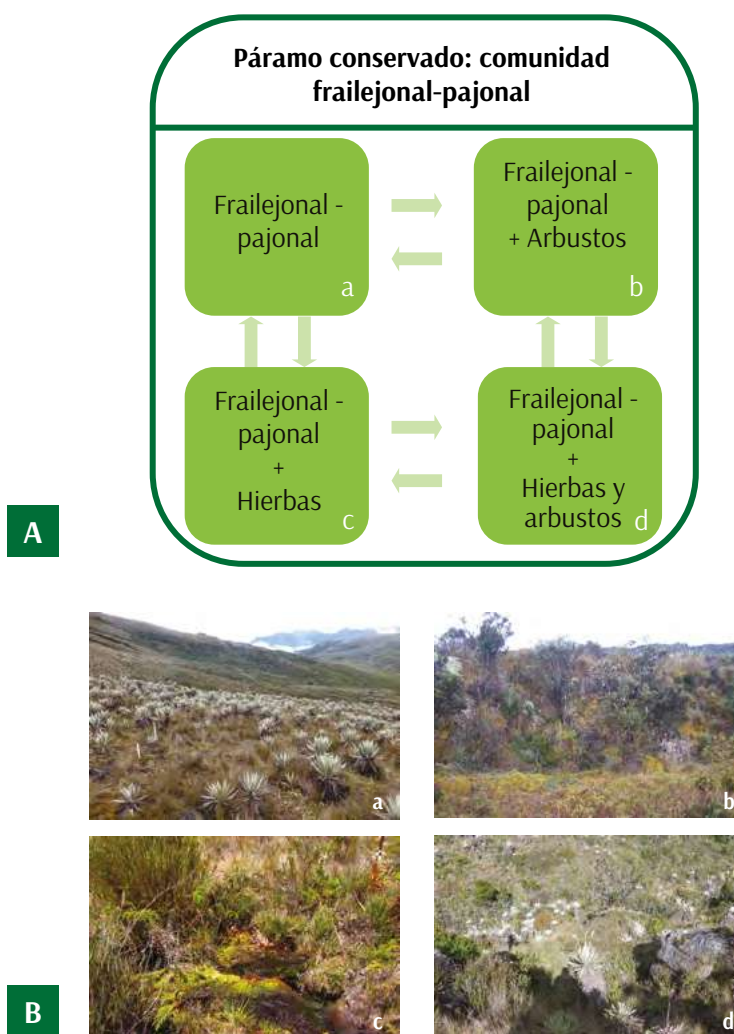 Páramo conservado: comunidad
frailejonal-pajonal
Frailejonal -
pajonal
a
Frailejonal -
pajonal
+ Arbustos
b
Frailejonal -
pajonal
+
Hierbas
c
Frailejonal -
pajonal
+
Hierbas y
arbustos
d
A
a
b
c
d
B